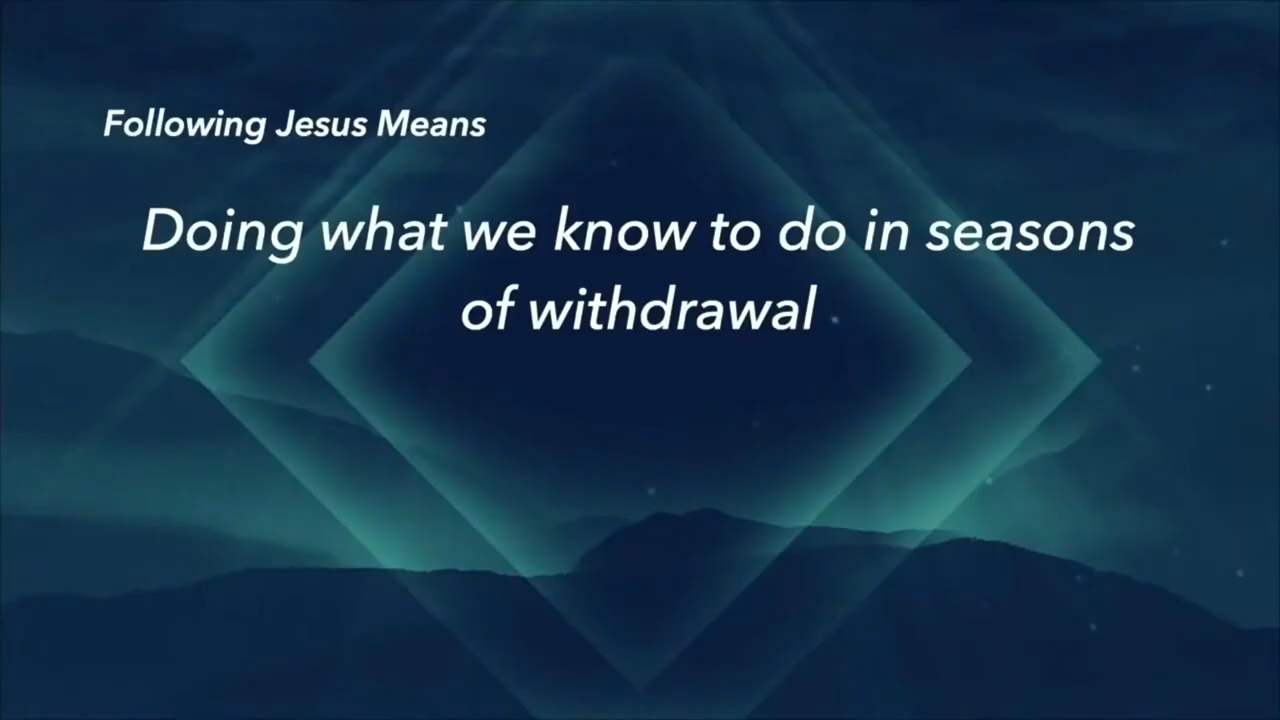 Following Jesus Means
Doing what we know to do in seasons
of withdrawal